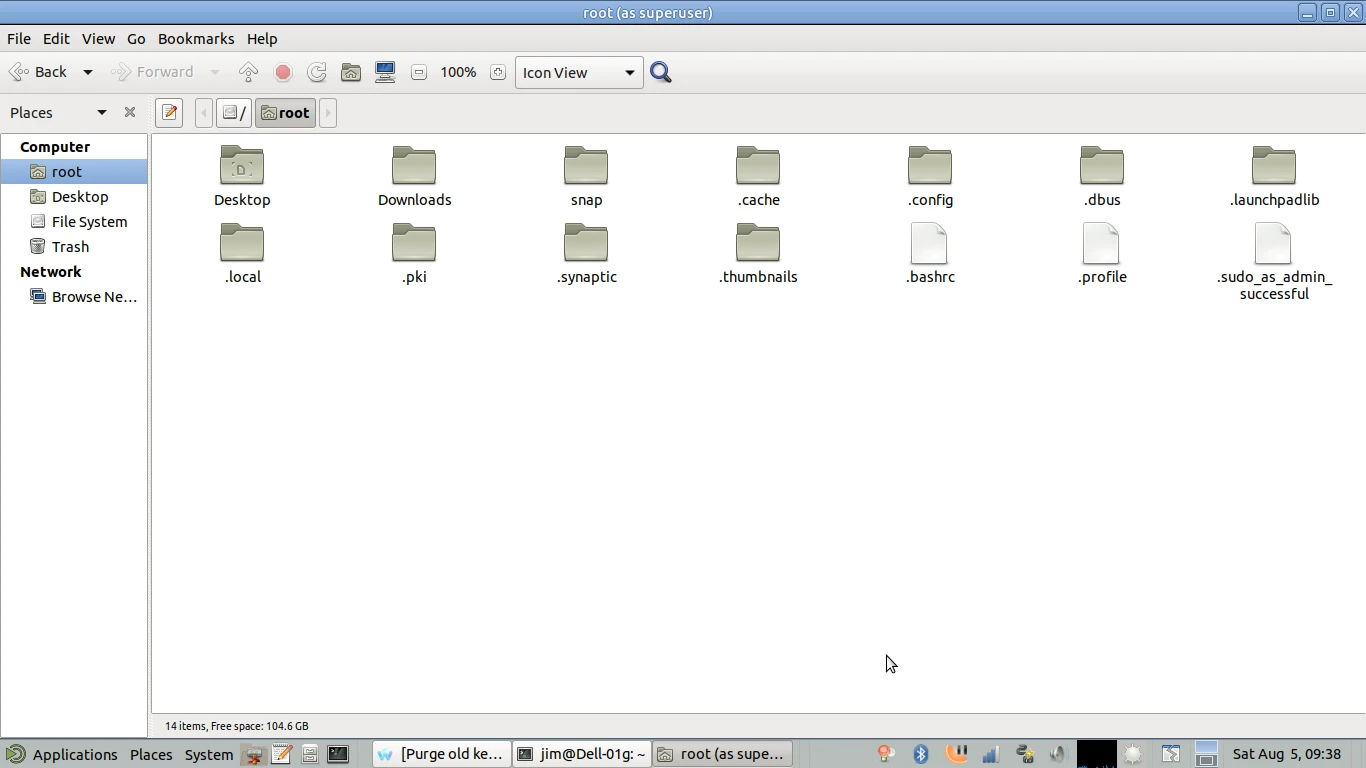 root (as superuser)
File Edit View Go Bookmarks Help
Back Forward 100% Icon View
Places / root
Computer
root
Desktop
File System
Trash
Network
Browse Ne...
D
Desktop Downloads snap .cache .config .dbus .launchpadlib
.local .pki .synaptic .thumbnails .bashrc .profile .sudo_as_admin_
successful
14 items, Free space: 104.6 GB
Applications Places System [Purge old ke... jim@Dell-01g: ~ root (as supe... Sat Aug 5, 09:38